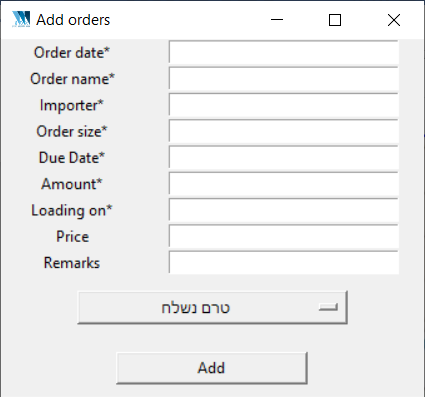 Add orders
Order date*
Order name*
Importer*
Order size*
Due Date*
Amount*
Loading on*
Price
Remarks
טרם נשלח
Add